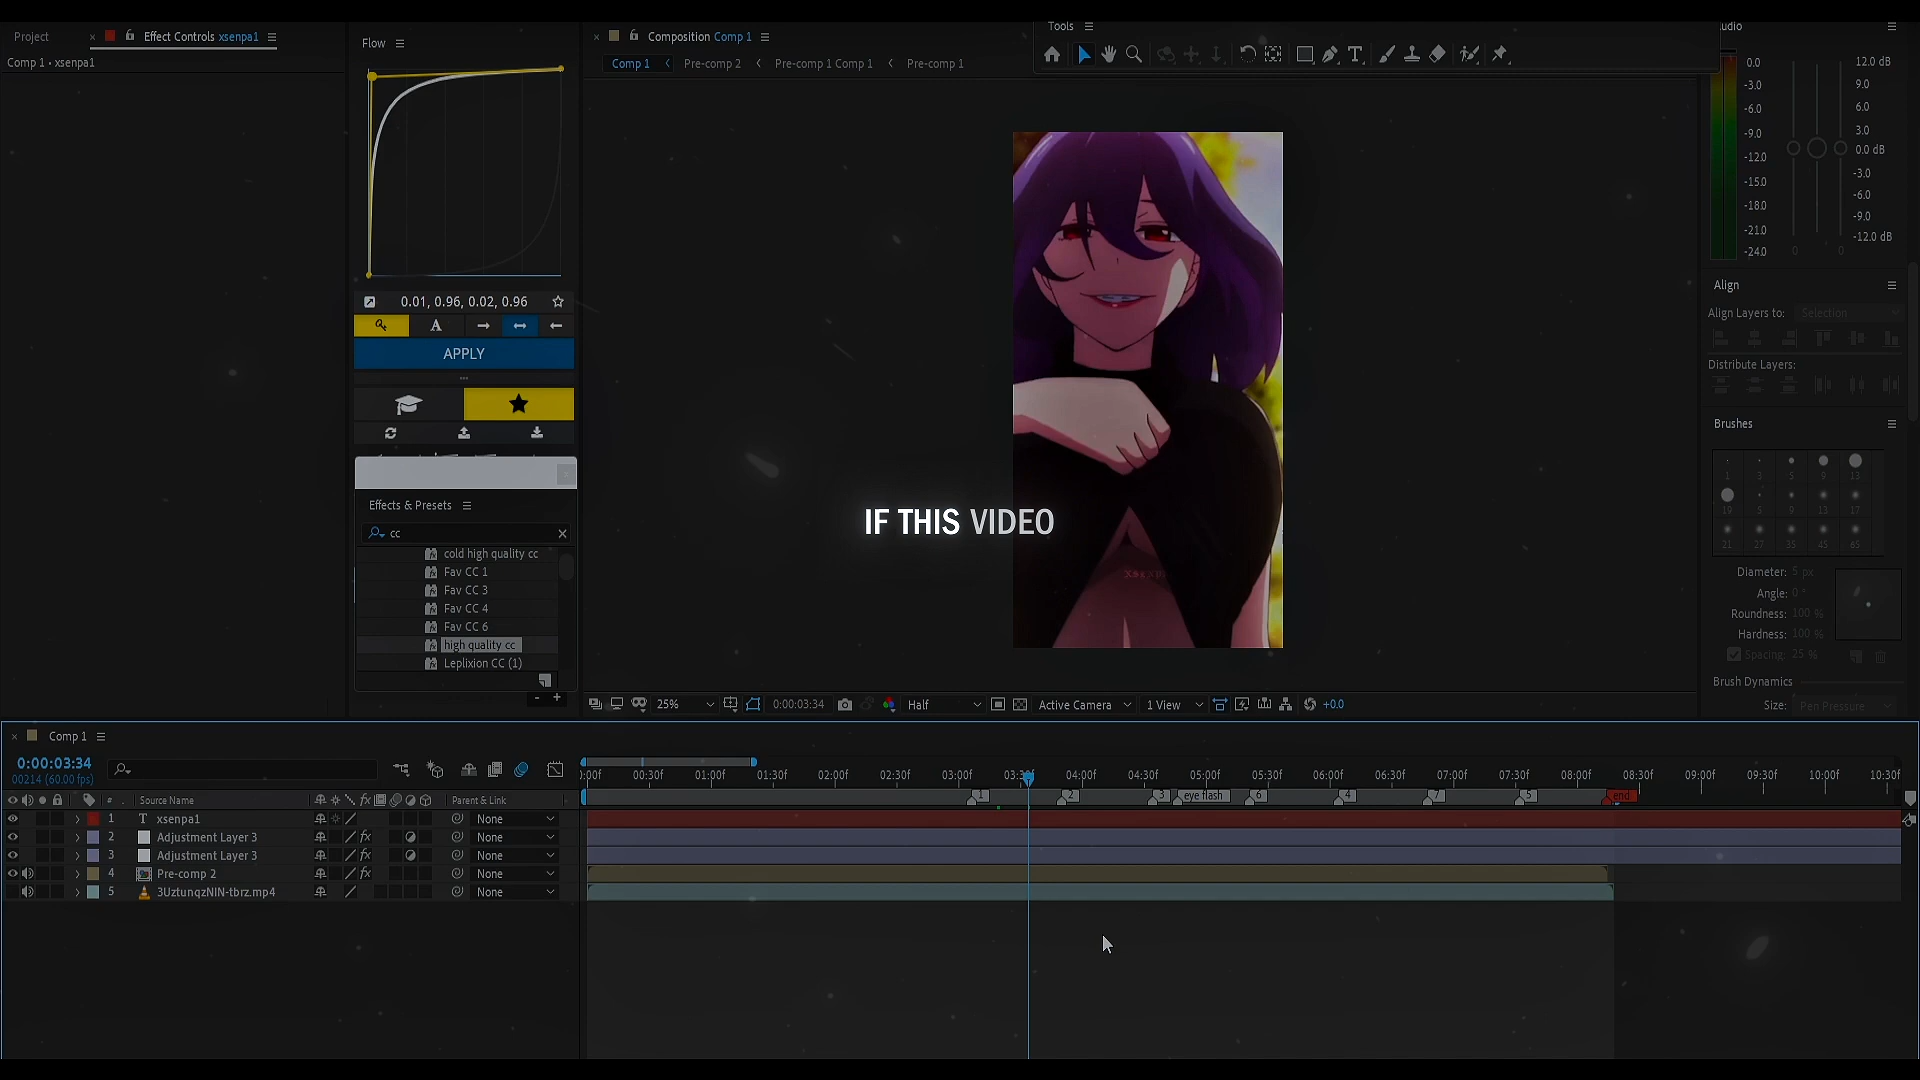 Project
Effect Controls xsenpa1
Comp 1 • xsenpa1
Flow
0.01, 0.96, 0.02, 0.96
A
APPLY
Effects & Presets
cc
cold high quality cc
Fav CC 1
Fav CC 3
Fav CC 4
Fav CC 6
high quality cc
Leplixion CC (1)
Composition Comp 1
Comp 1
Pre-comp 2
Pre-comp 1 Comp 1
Pre-comp 1
Tools
IF THIS VIDEO
25%
0:00:03:34
Half
Active Camera
1 View
+0.0
udio
0.0
-3.0
-6.0
-9.0
-12.0
-15.0
-18.0
-21.0
-24.0
12.0 dB
9.0
6.0
3.0
0.0 dB
-3.0
-6.0
-9.0
-12.0 dB
0 0
Align
Align Layers to: Selection
Distribute Layers:
Brushes
1 3 5 9 13
19 5 9 13 17
21 27 35 45 65
Diameter: 5 px
Angle: 0 °
Roundness: 100 %
Hardness: 100 %
Spacing: 25 %
Brush Dynamics
Size: Pen Pressure
Comp 1
0:00:03:34
00214 (60.00 fps)
# Source Name
fx
Parent & Link
1 T xsenpa1 None
2 Adjustment Layer 3 fx None
3 Adjustment Layer 3 fx None
4 Pre-comp 2 fx None
5 3UztunqzNIN-tbrz.mp4 None
:00f 00:30f 01:00f 01:30f 02:00f 02:30f 03:00f 03:30f 04:00f 04:30f 05:00f 05:30f 06:00f 06:30f 07:00f 07:30f 08:00f 08:30f 09:00f 09:30f 10:00f 10:30f
1 2 3 eye flash 6 4 7 5 end